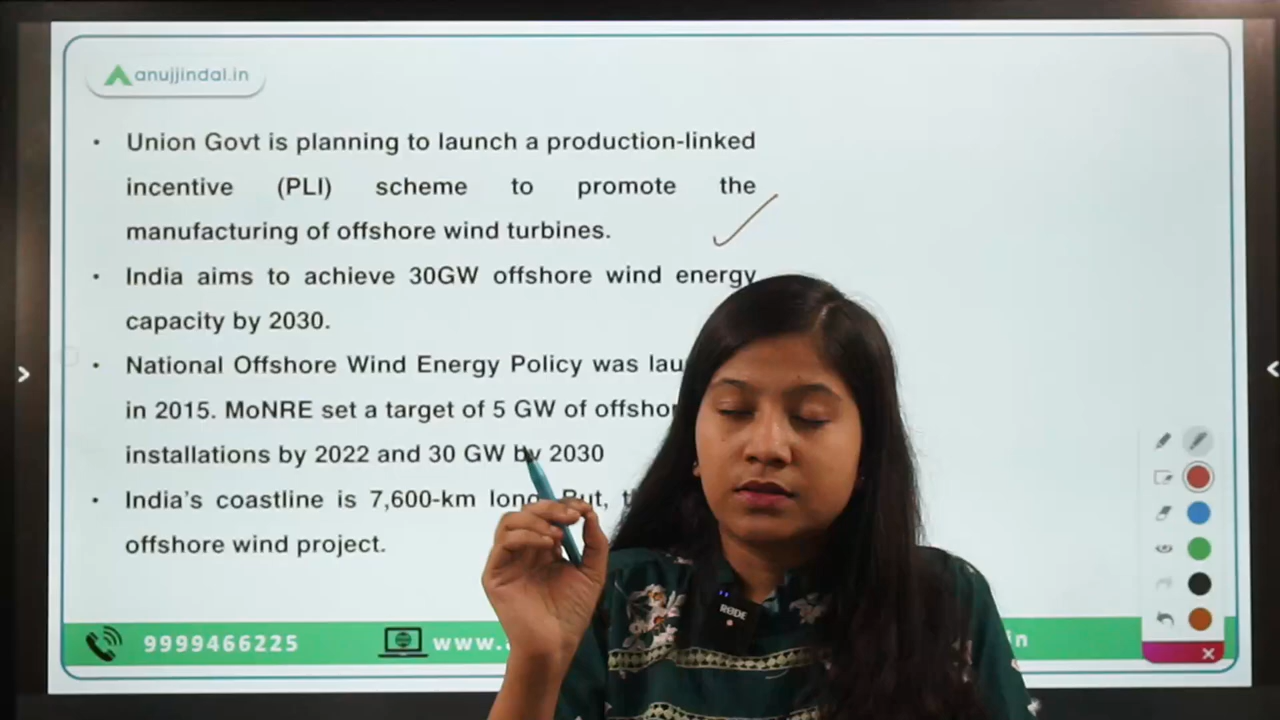 anujjindal.in
• Union Govt is planning to launch a production-linked
incentive (PLI) scheme to promote the
manufacturing of offshore wind turbines.
• India aims to achieve 30GW offshore wind energy
capacity by 2030.
• National Offshore Wind Energy Policy was
in 2015. MoNRE set a target of 5 GW of
installations by 2022 and 30 GW by 2030
• India's coastline is 7,600-km long. But,
offshore wind project.
9999466225
RØDE